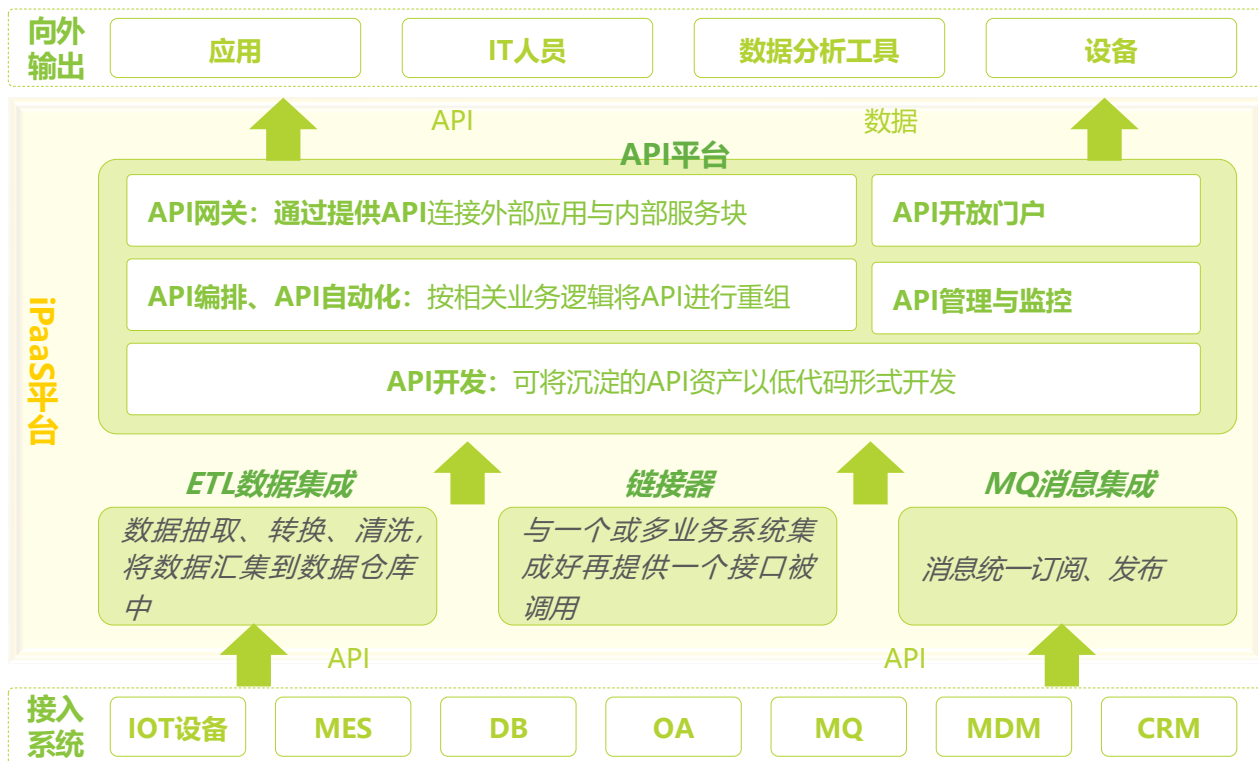 向外
输出
应用
IT人员
数据分析工具
设备
API
数据
API平台
API网关：通过提供API连接外部应用与内部服务块
API开放门户
API编排、API自动化：按相关业务逻辑将API进行重组
API管理与监控
API开发：可将沉淀的API资产以低代码形式开发
iPaaS平台
ETL数据集成
链接器
MQ消息集成
数据抽取、转换、清洗，
将数据汇集到数据仓库
中
与一个或多业务系统集
成好再提供一个接口被
调用
消息统一订阅、发布
API
API
接入
系统
IOT设备
MES
DB
OA
MQ
MDM
CRM